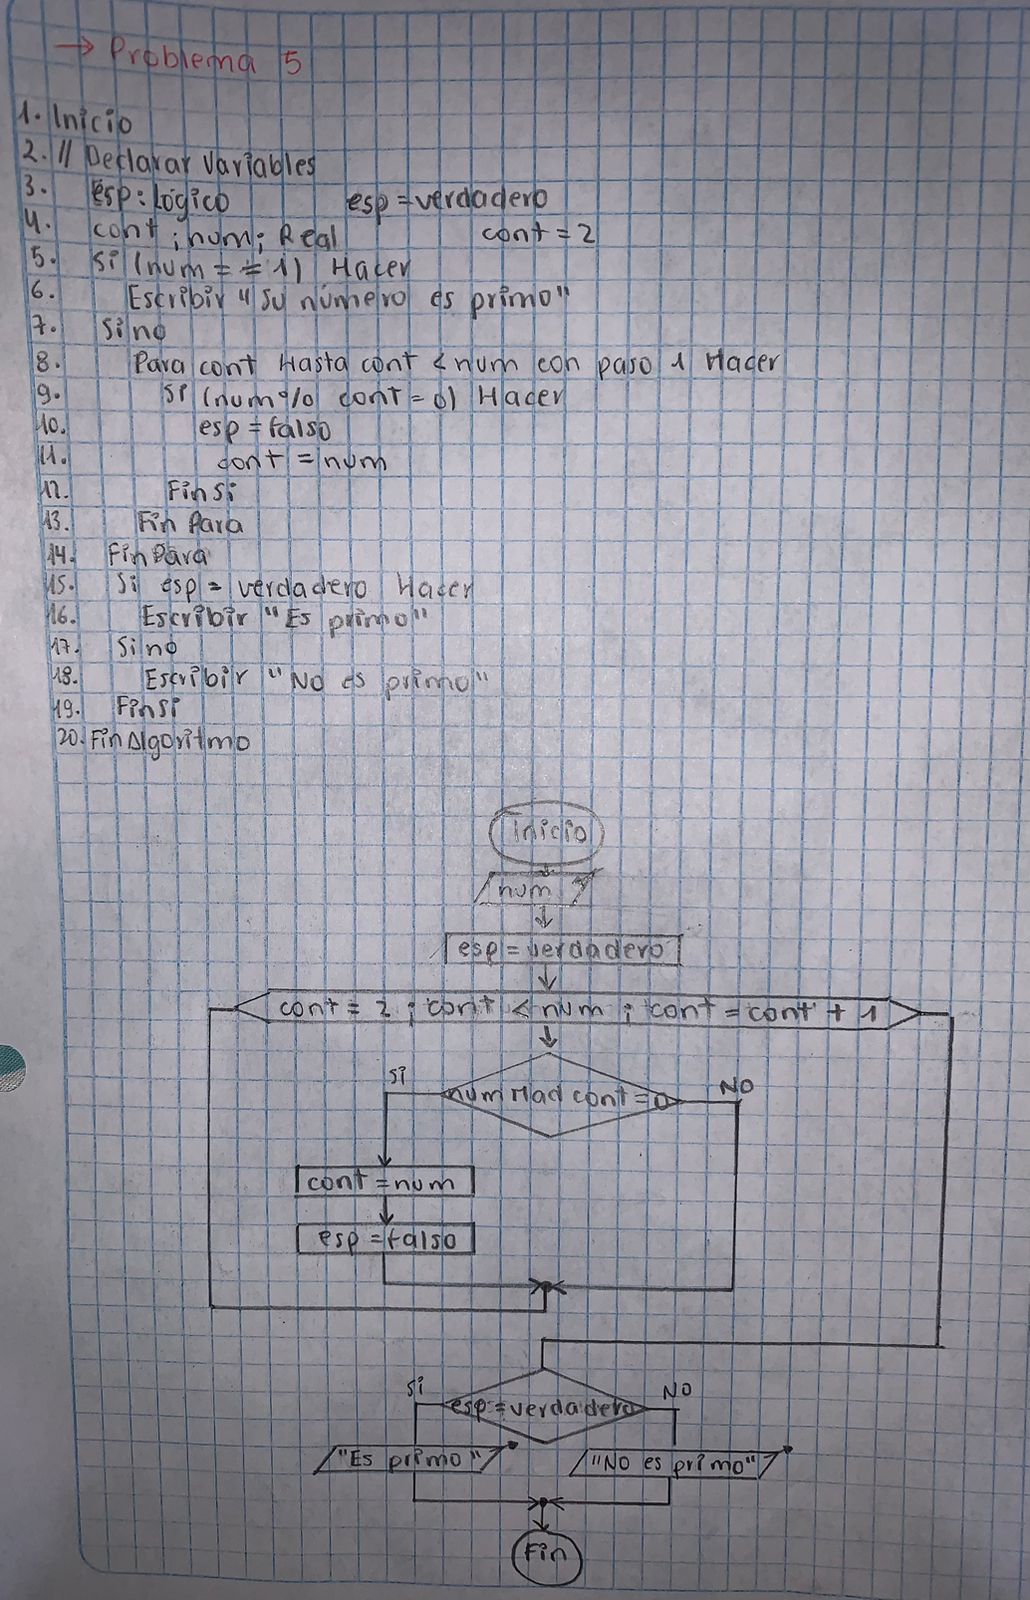 → Problema 5
1. Inicio
2. // Declarar Variables
3. esp: Lógico esp = verdadero
4. cont ; num ; Real cont = 2
5. Si (num = = 1) Hacer
6. Escribir "Su número es primo"
7. Sino
8. Para cont Hasta cont < num con paso 1 Hacer
9. Si (num % cont = 0) Hacer
10. esp = falso
11. cont = num
12. FinSi
13. Fin Para
14. FinPara
15. Si esp = verdadero Hacer
16. Escribir "Es primo"
17. Sino
18. Escribir "No es primo"
19. FinSi
20. FinAlgoritmo
Inicio
num
esp = verdadero
cont = 2 ; cont < num ; cont = cont + 1
Si num Mad cont = 0 NO
cont = num
esp = falso
Si esp = verdadero NO
"Es primo" "No es primo"
Fin